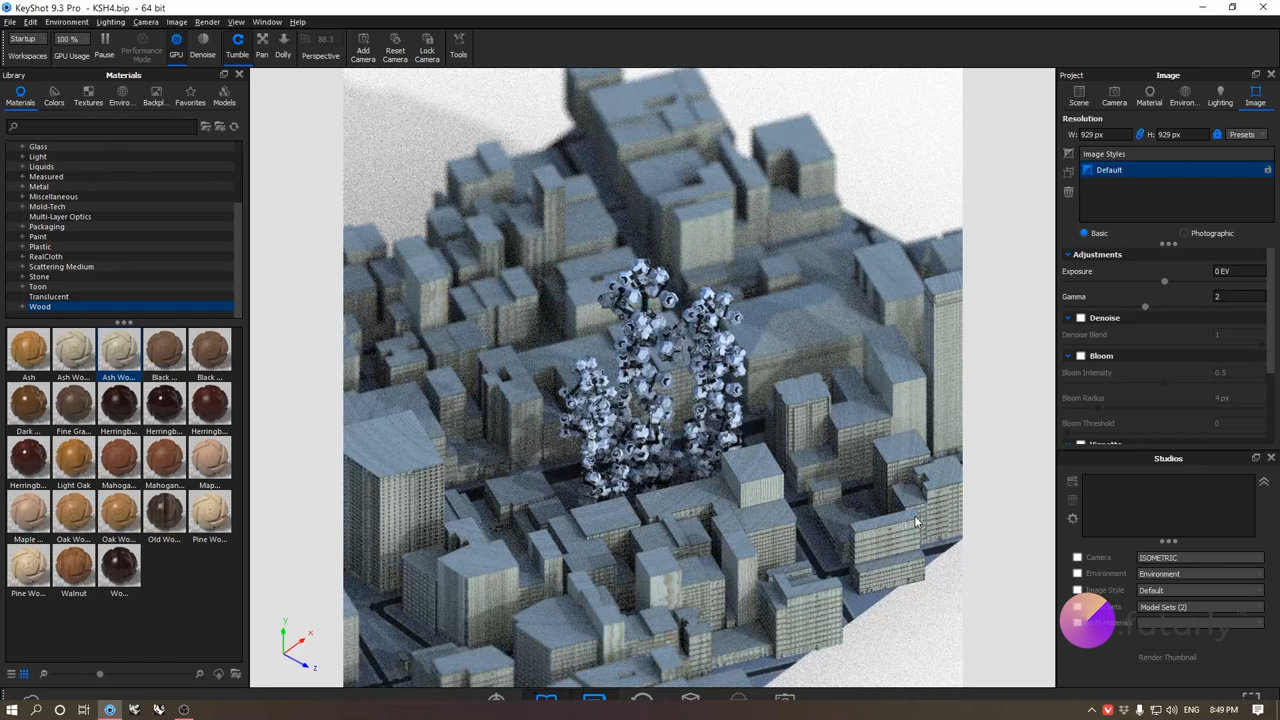 KeyShot 9.3 Pro - KSH4.bip - 64 bit
File Edit Environment Lighting Camera Image Render View Window Help
Startup
Workspaces
100 %
GPU Usage
Pause
Performance Mode
GPU
Denoise
Tumble
Pan
Dolly
88.3
Perspective
Add Camera
Reset Camera
Lock Camera
Tools
Library
Materials
Materials Colors Textures Enviro... Backpl... Favorites Models
Glass
Light
Liquids
Measured
Metal
Miscellaneous
Mold-Tech
Multi-Layer Optics
Packaging
Paint
Plastic
RealCloth
Scattering Medium
Stone
Toon
Translucent
Wood
Ash Ash Wo... Ash Wo... Black ... Black ...
Dark ... Fine Gra... Herringb... Herringb... Herringb...
Herringb... Light Oak Mahoga... Mahogan... Map...
Maple ... Oak Wo... Oak Wo... Old Wo... Pine Wo...
Pine Wo... Walnut Wo...
y
x
z
Project
Image
Scene Camera Material Environ... Lighting Image
Resolution
W: 929 px H: 929 px Presets
Image Styles
Default
Basic Photographic
Adjustments
Exposure 0 EV
Gamma 2
Denoise
Denoise Blend 1
Bloom
Bloom Intensity 0.5
Bloom Radius 4 px
Bloom Threshold 0
Studios
Camera ISOMETRIC
Environment Environment
Image Style Default
Model Sets (2)
Render Thumbnail
ENG 8:49 PM